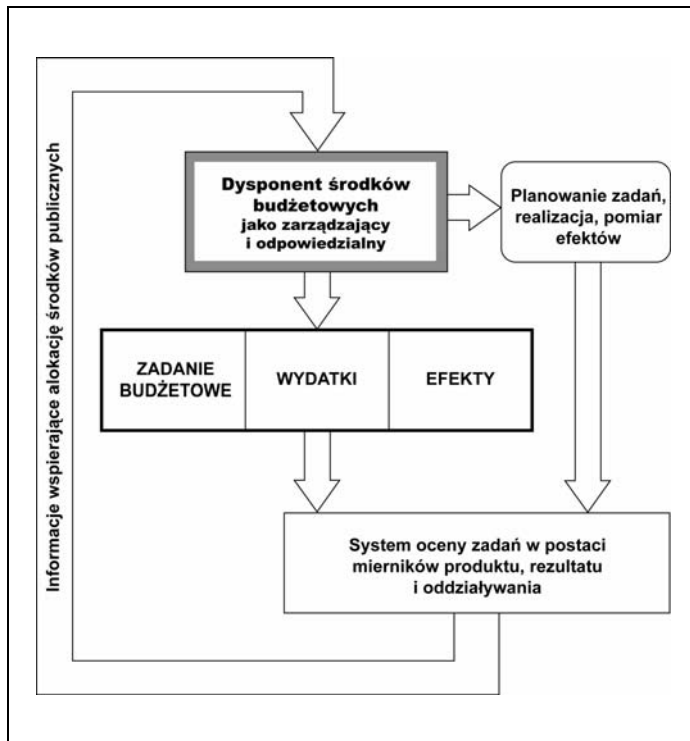 Informacje wspierające alokację środków publicznych
Dysponent środków
budżetowych
jako zarządzający
i odpowiedzialny
Planowanie zadań,
realizacja, pomiar
efektów
ZADANIE
BUDŻETOWE
WYDATKI
EFEKTY
System oceny zadań w postaci
mierników produktu, rezultatu
i oddziaływania